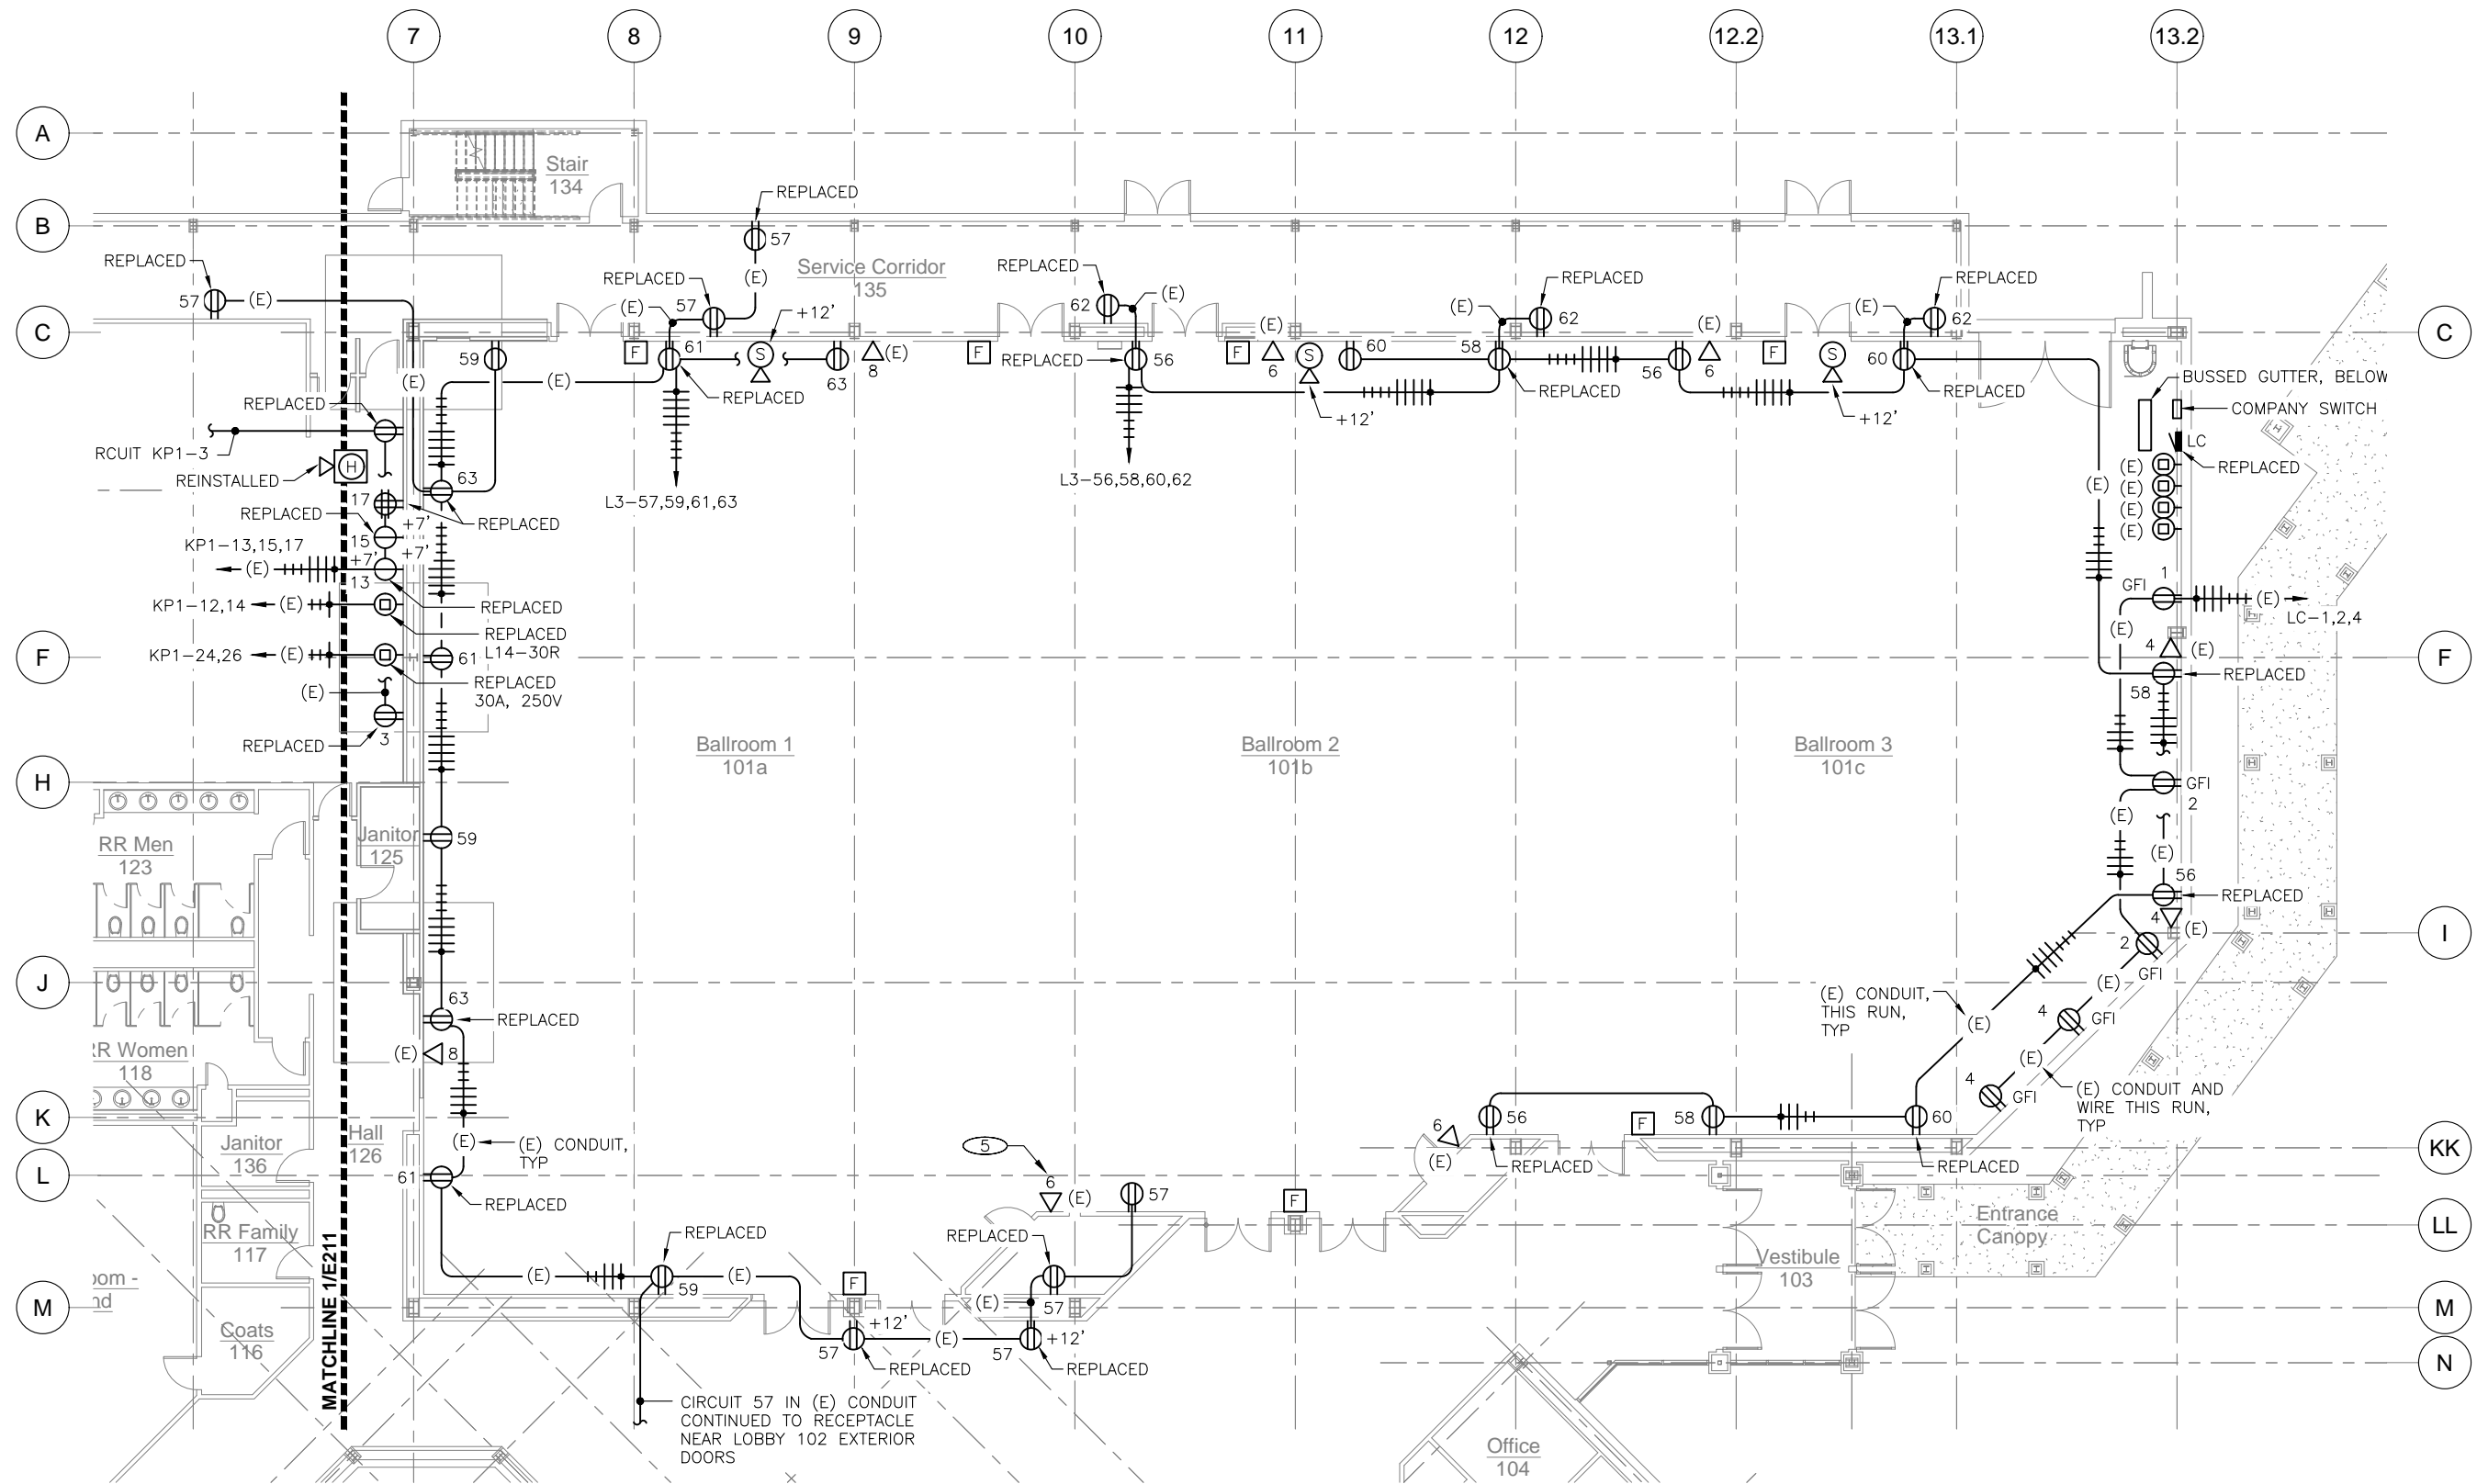 7
8
9
10
11
12
12.2
13.1
13.2
A
Stair
134
REPLACED
B
57
REPLACED
Service Corridor
135
(E)
REPLACED
REPLACED
REPLACED
REPLACED
57
(E)
(E)
57
+12'
62
(E)
(E)
62
(E)
62
C
C
59
F
61
S
63
8
(E)
F
REPLACED
56
F
(E)
6
S
60
58
56
(E)
6
F
S
60
(E)
(E)
REPLACED
REPLACED
REPLACED
BUSSED GUTTER, BELOW
REPLACED
+12'
+12'
COMPANY SWITCH
LC
RCUIT KP1-3
H
REINSTALLED
63
(E)
REPLACED
(E)
(E)
(E)
(E)
17
L3-57,59,61,63
L3-56,58,60,62
REPLACED
+7'
REPLACED
15
KP1-13,15,17
+7'
+7'
(E)
13
GFI
1
(E)
LC-1,2,4
KP1-12,14
(E)
REPLACED
REPLACED
L14-30R
(E)
4
(E)
F
KP1-24,26
(E)
61
F
(E)
REPLACED
30A, 250V
58
REPLACED
REPLACED
3
Ballroom 1
101a
Ballroom 2
101b
Ballroom 3
101c
H
GFI
2
RR Men
123
Janitor
125
59
(E)
(E)
56
REPLACED
4
(E)
I
2
GFI
J
63
REPLACED
(E) CONDUIT,
THIS RUN,
TYP
(E)
(E)
4
GFI
RR Women
118
(E)
8
(E)
4
GFI
(E) CONDUIT AND
WIRE THIS RUN,
TYP
K
Janitor
136
Hall
126
(E)
(E) CONDUIT,
TYP
5
6
(E)
56
58
F
60
KK
L
61
REPLACED
6
(E)
57
F
REPLACED
REPLACED
RR Family
117
REPLACED
REPLACED
Entrance
Canopy
LL
Vestibule
103
oom -
nd
(E)
59
(E)
F
57
(E)
M
M
Coats
116
MATCHLINE 1/E211
+12'
57
(E)
57
+12'
REPLACED
REPLACED
N
CIRCUIT 57 IN (E) CONDUIT
CONTINUED TO RECEPTACLE
NEAR LOBBY 102 EXTERIOR
DOORS
Office
104